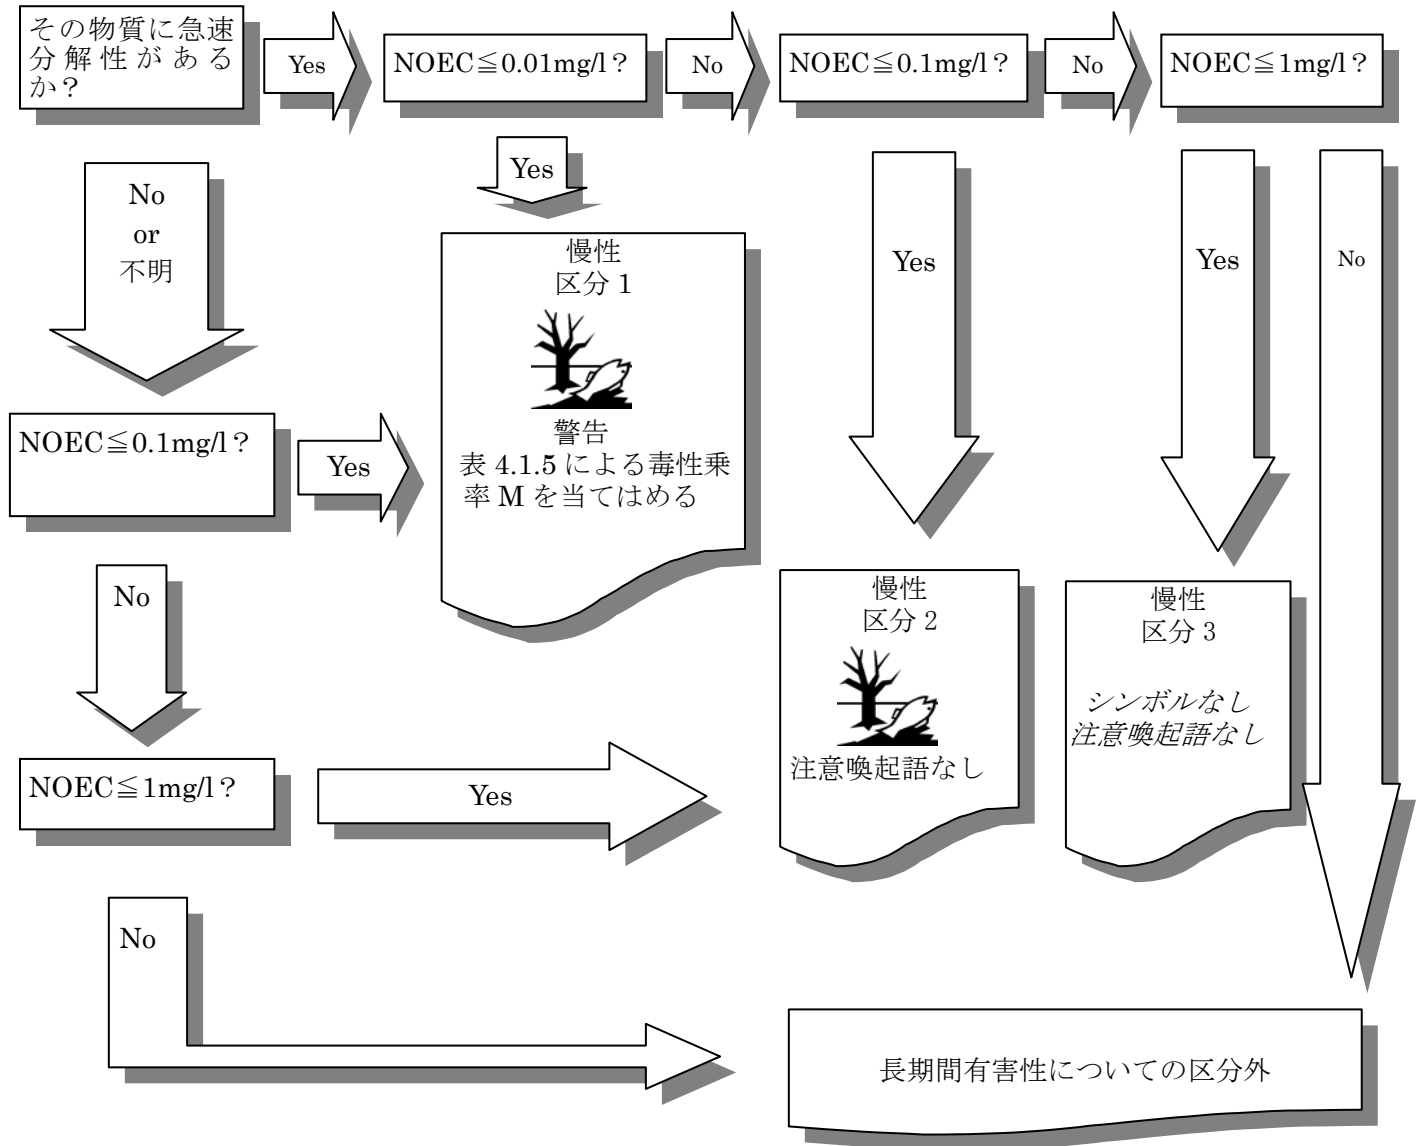 その物質に急速
分解性がある
か？
Yes
NOEC≦0.01mg/l？
No
NOEC≦0.1mg/l？
No
NOEC≦1mg/l？
No
or
不明
Yes
慢性
区分 1
警告
表 4.1.5 による毒性乗
率 M を当てはめる
Yes
Yes
No
NOEC≦0.1mg/l？
Yes
No
慢性
区分 2
注意喚起語なし
慢性
区分 3
シンボルなし
注意喚起語なし
NOEC≦1mg/l？
Yes
No
長期間有害性についての区分外